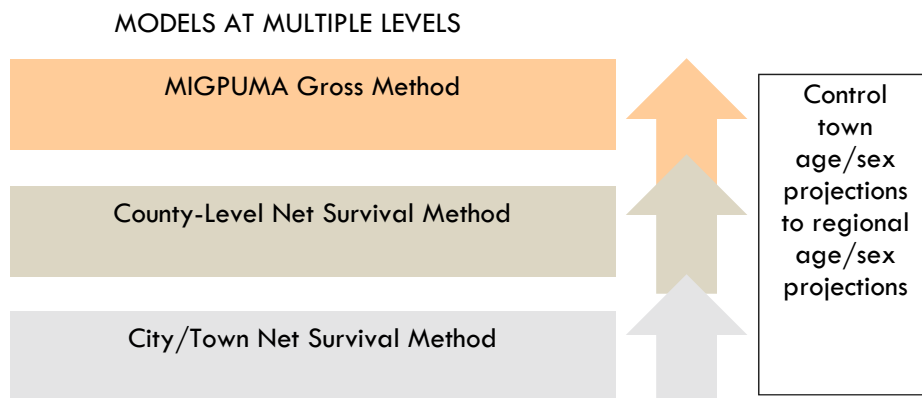 MODELS AT MULTIPLE LEVELS
MIGPUMA Gross Method
County-Level Net Survival Method
City/Town Net Survival Method
Control
town
age/sex
projections
to regional
age/sex
projections